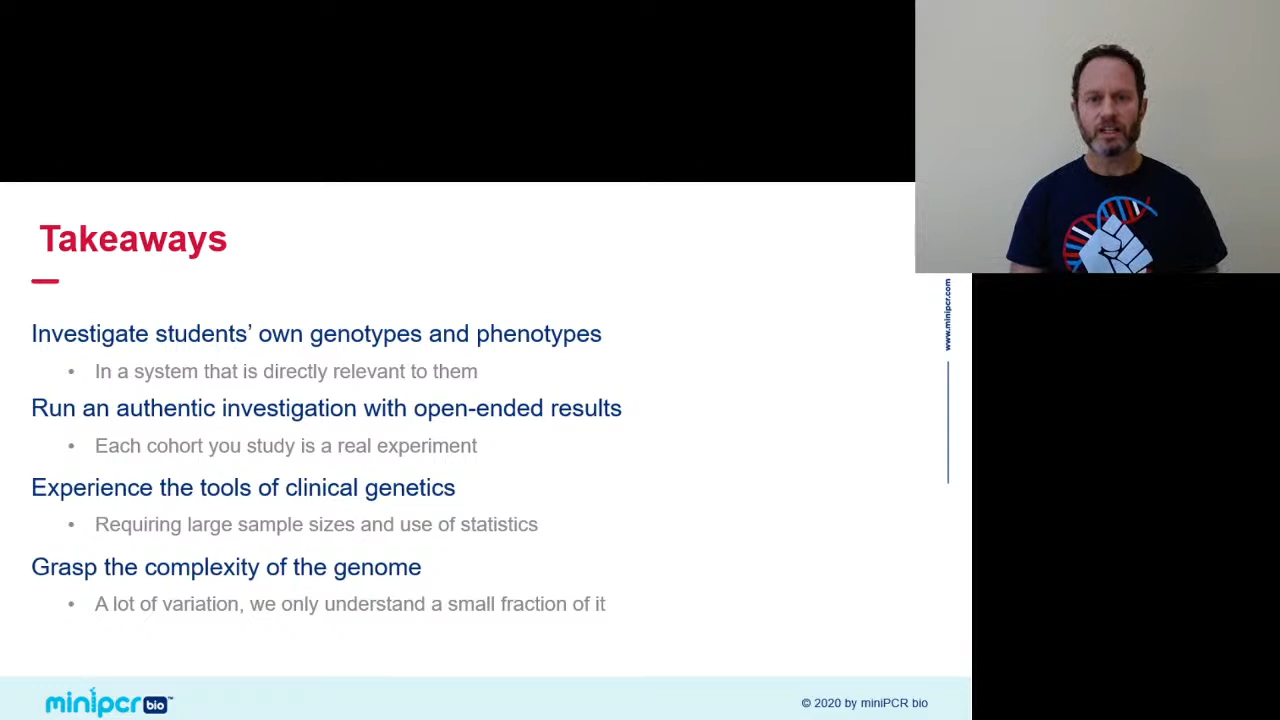 Takeaways
Investigate students’ own genotypes and phenotypes
• In a system that is directly relevant to them
Run an authentic investigation with open-ended results
• Each cohort you study is a real experiment
Experience the tools of clinical genetics
• Requiring large sample sizes and use of statistics
Grasp the complexity of the genome
• A lot of variation, we only understand a small fraction of it
www.minipcr.com
minipcr bio™
© 2020 by miniPCR bio